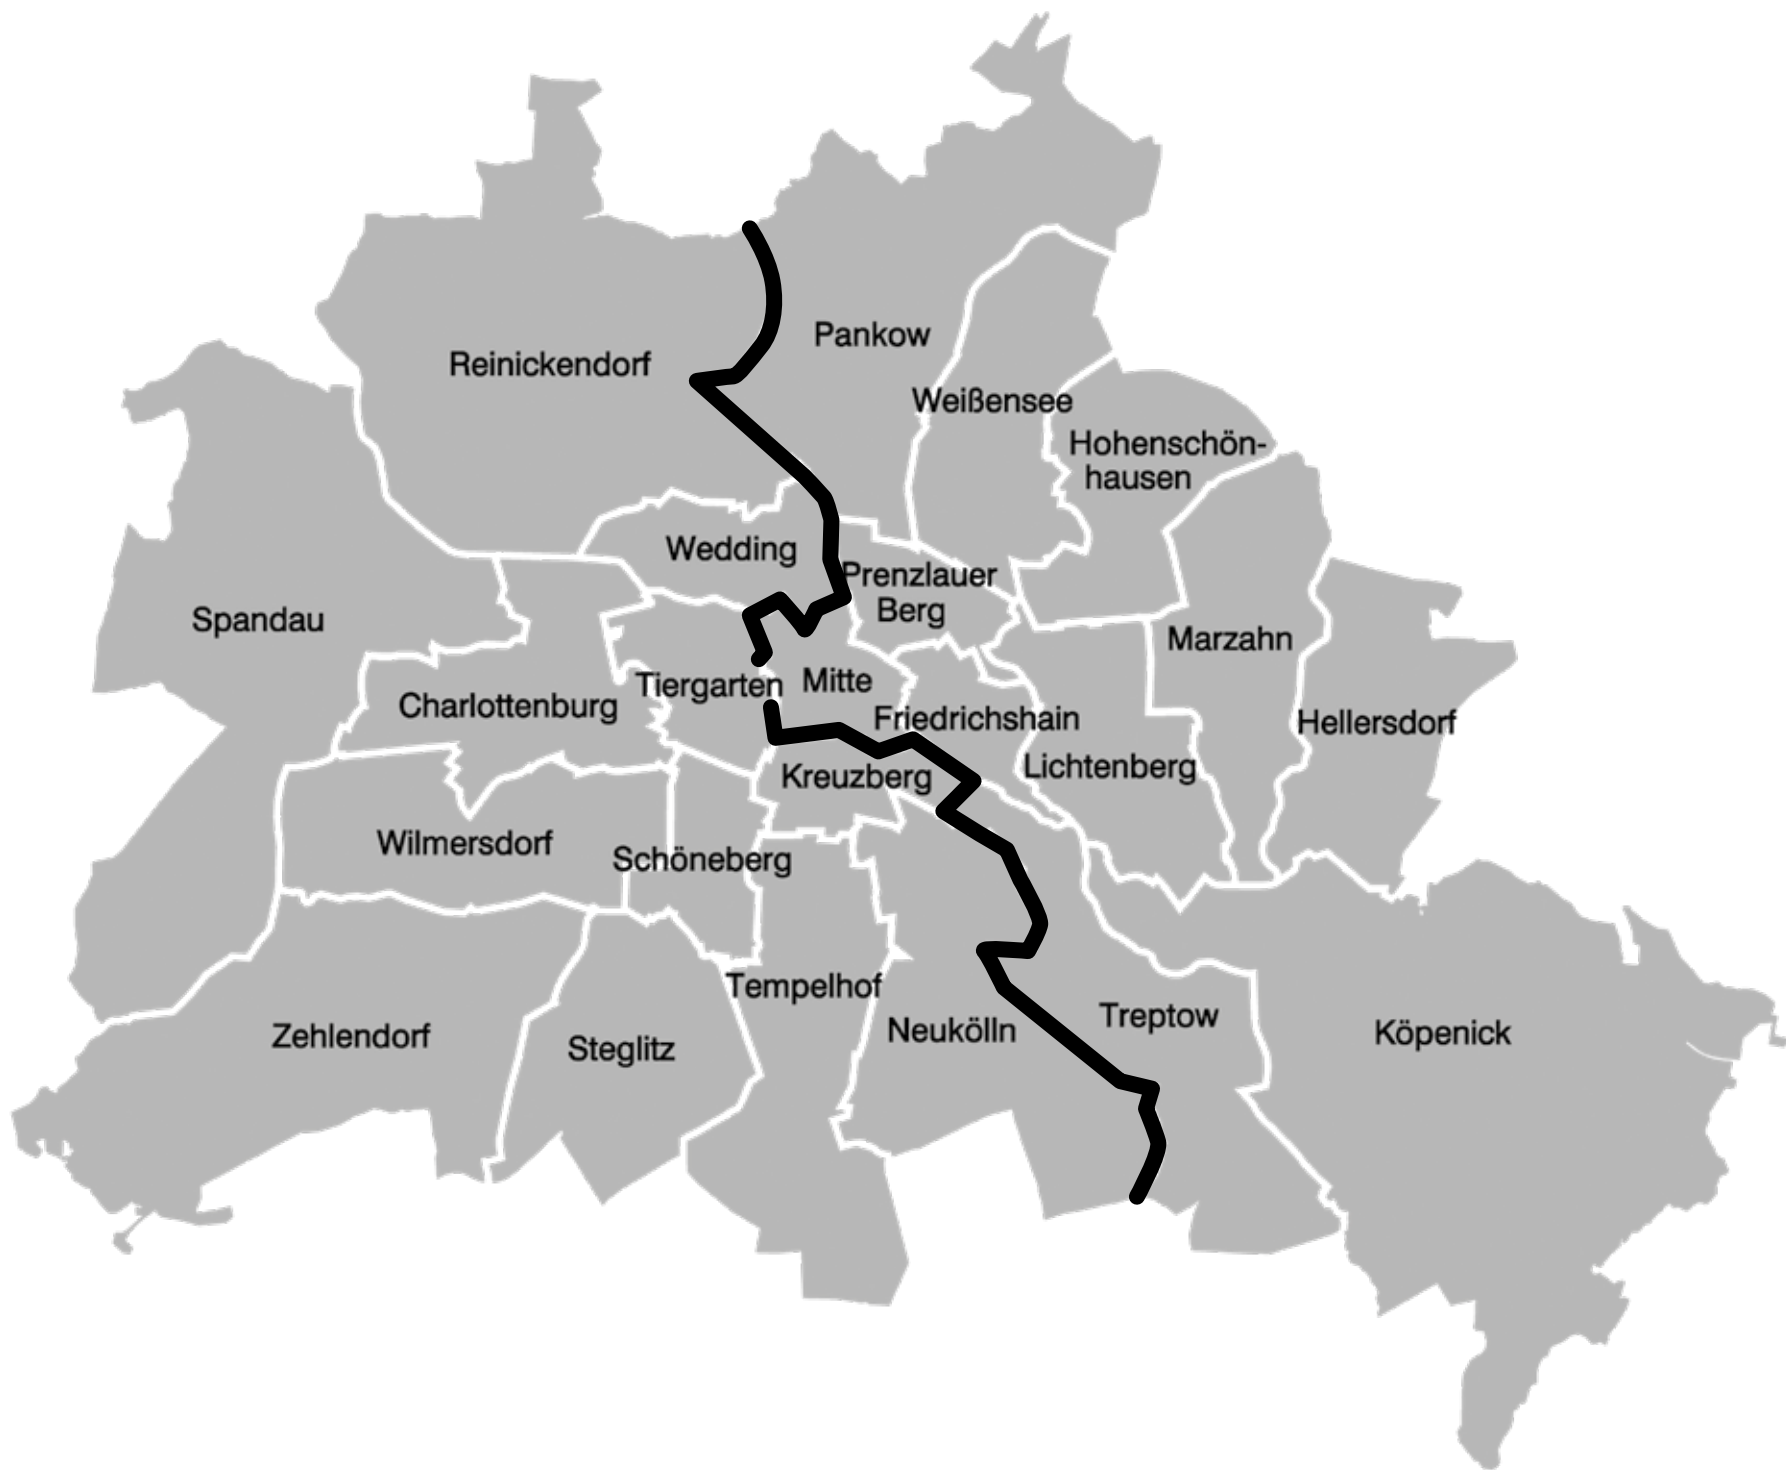 Pankow
Reinickendorf
Weißensee
Hohenschön-
hausen
Wedding
Prenzlauer
Berg
Spandau
Marzahn
Tiergarten
Mitte
Charlottenburg
Friedrichshain
Hellersdorf
Lichtenberg
Kreuzberg
Wilmersdorf
Schöneberg
Tempelhof
Treptow
Neukölln
Köpenick
Zehlendorf
Steglitz